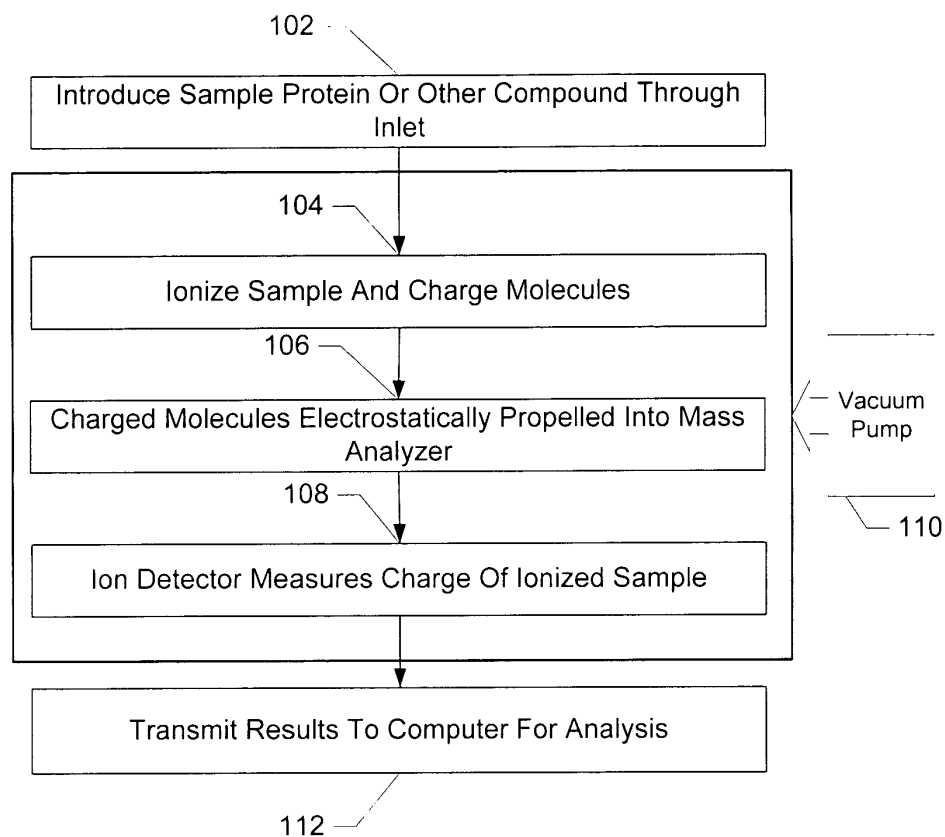 102
Introduce Sample Protein Or Other Compound Through
Inlet
104
Ionize Sample And Charge Molecules
106
Charged Molecules Electrostatically Propelled Into Mass
Analyzer
Vacuum
Pump
108
110
Ion Detector Measures Charge Of Ionized Sample
Transmit Results To Computer For Analysis
112